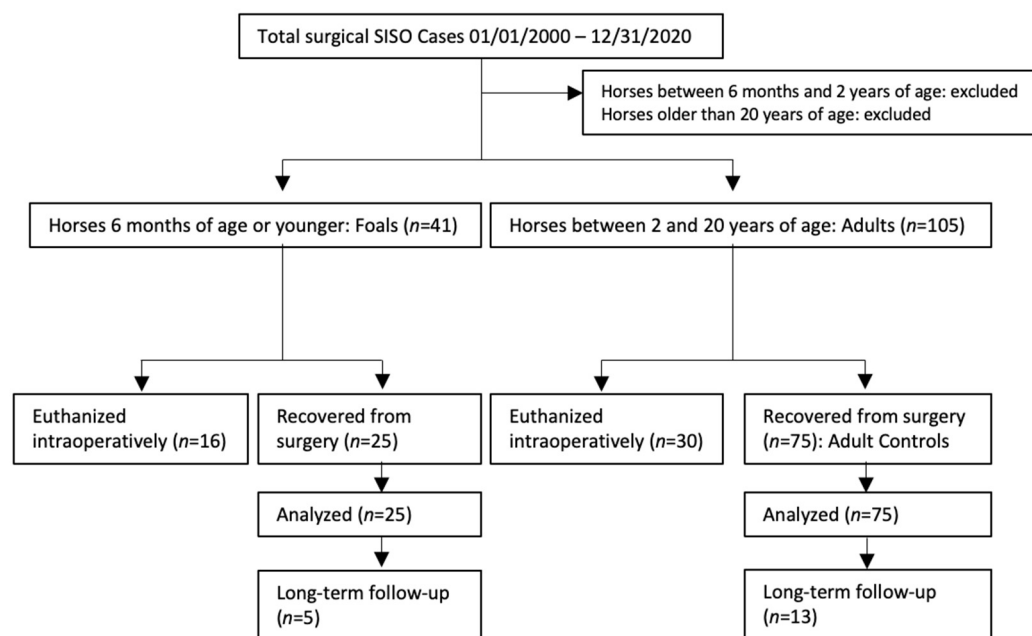 Total surgical SISO Cases 01/01/2000 – 12/31/2020
Horses between 6 months and 2 years of age: excluded
Horses older than 20 years of age: excluded
Horses 6 months of age or younger: Foals (n=41)
Horses between 2 and 20 years of age: Adults (n=105)
Euthanized
intraoperatively (n=16)
Recovered from
surgery (n=25)
Euthanized
intraoperatively (n=30)
Recovered from surgery
(n=75): Adult Controls
Analyzed (n=25)
Analyzed (n=75)
Long-term follow-up
(n=5)
Long-term follow-up
(n=13)